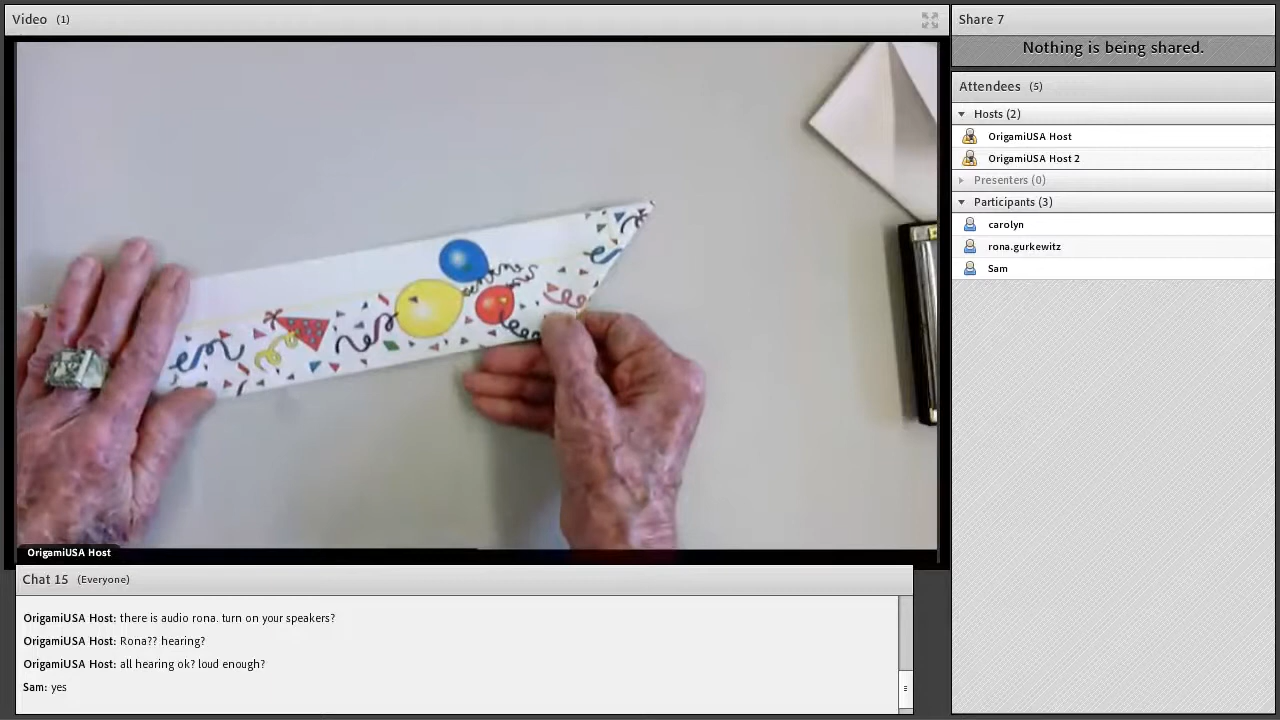 Video (1)
Share 7
Nothing is being shared.
Attendees (5)
Hosts (2)
OrigamiUSA Host
OrigamiUSA Host 2
Presenters (0)
Participants (3)
carolyn
rona.gurkewitz
Sam
OrigamiUSA Host
Chat 15 (Everyone)
OrigamiUSA Host: there is audio rona. turn on your speakers?
OrigamiUSA Host: Rona?? hearing?
OrigamiUSA Host: all hearing ok? loud enough?
Sam: yes